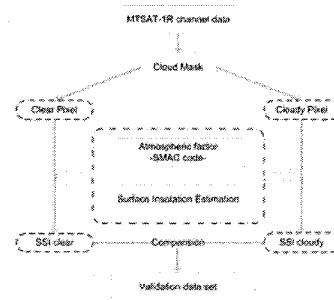 MTSAT-1R channel data
Cloud Mask
Clear Pixel
Cloudy Pixel
Atmospheric factor
-SMAC code-
Surface Insolation Estimation
SSI clear
Comparision
SSI cloudy
Validation data set